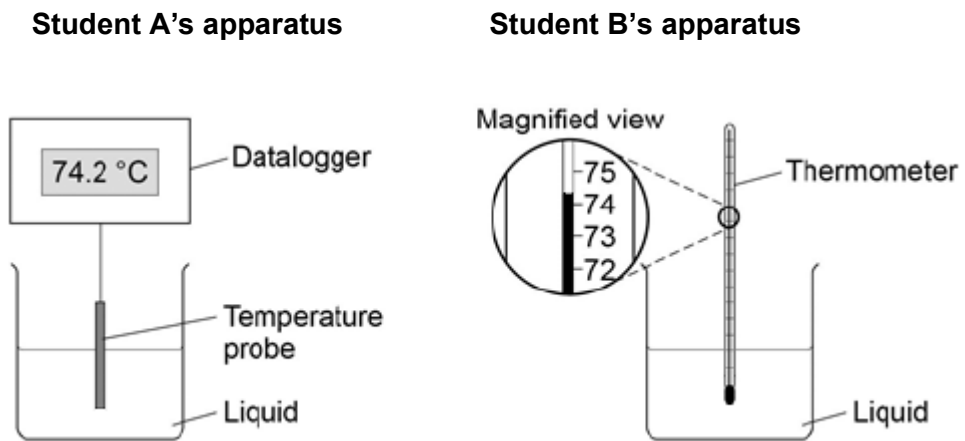 Student A’s apparatus
Student B’s apparatus
Magnified view
74.2 °C
Datalogger
75
74
73
72
Thermometer
Temperature
probe
Liquid
Liquid